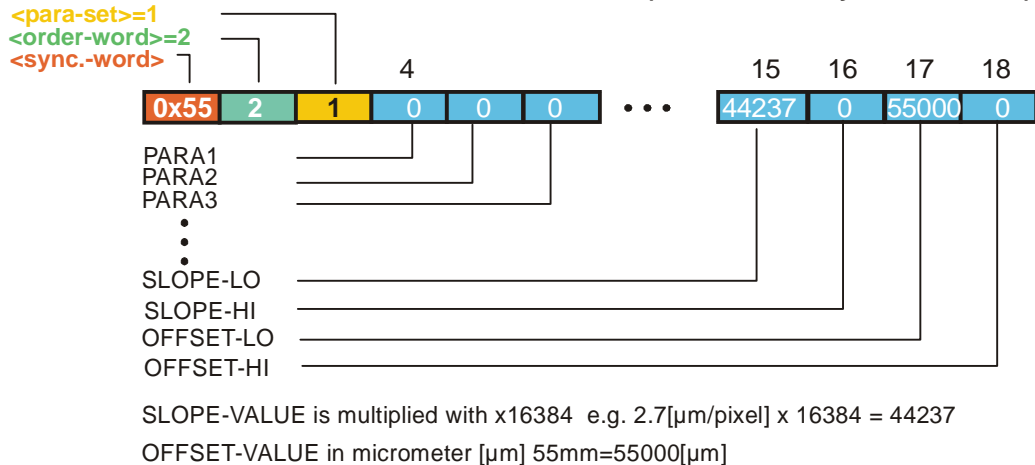 <para-set>=1
<order-word>=2
<sync.-word>
4 15 16 17 18
0x55 2 1 0 0 0 ••• 44237 0 55000 0
PARA1
PARA2
PARA3
SLOPE-LO
SLOPE-HI
OFFSET-LO
OFFSET-HI
SLOPE-VALUE is multiplied with x16384 e.g. 2.7[µm/pixel] x 16384 = 44237
OFFSET-VALUE in micrometer [µm] 55mm=55000[µm]